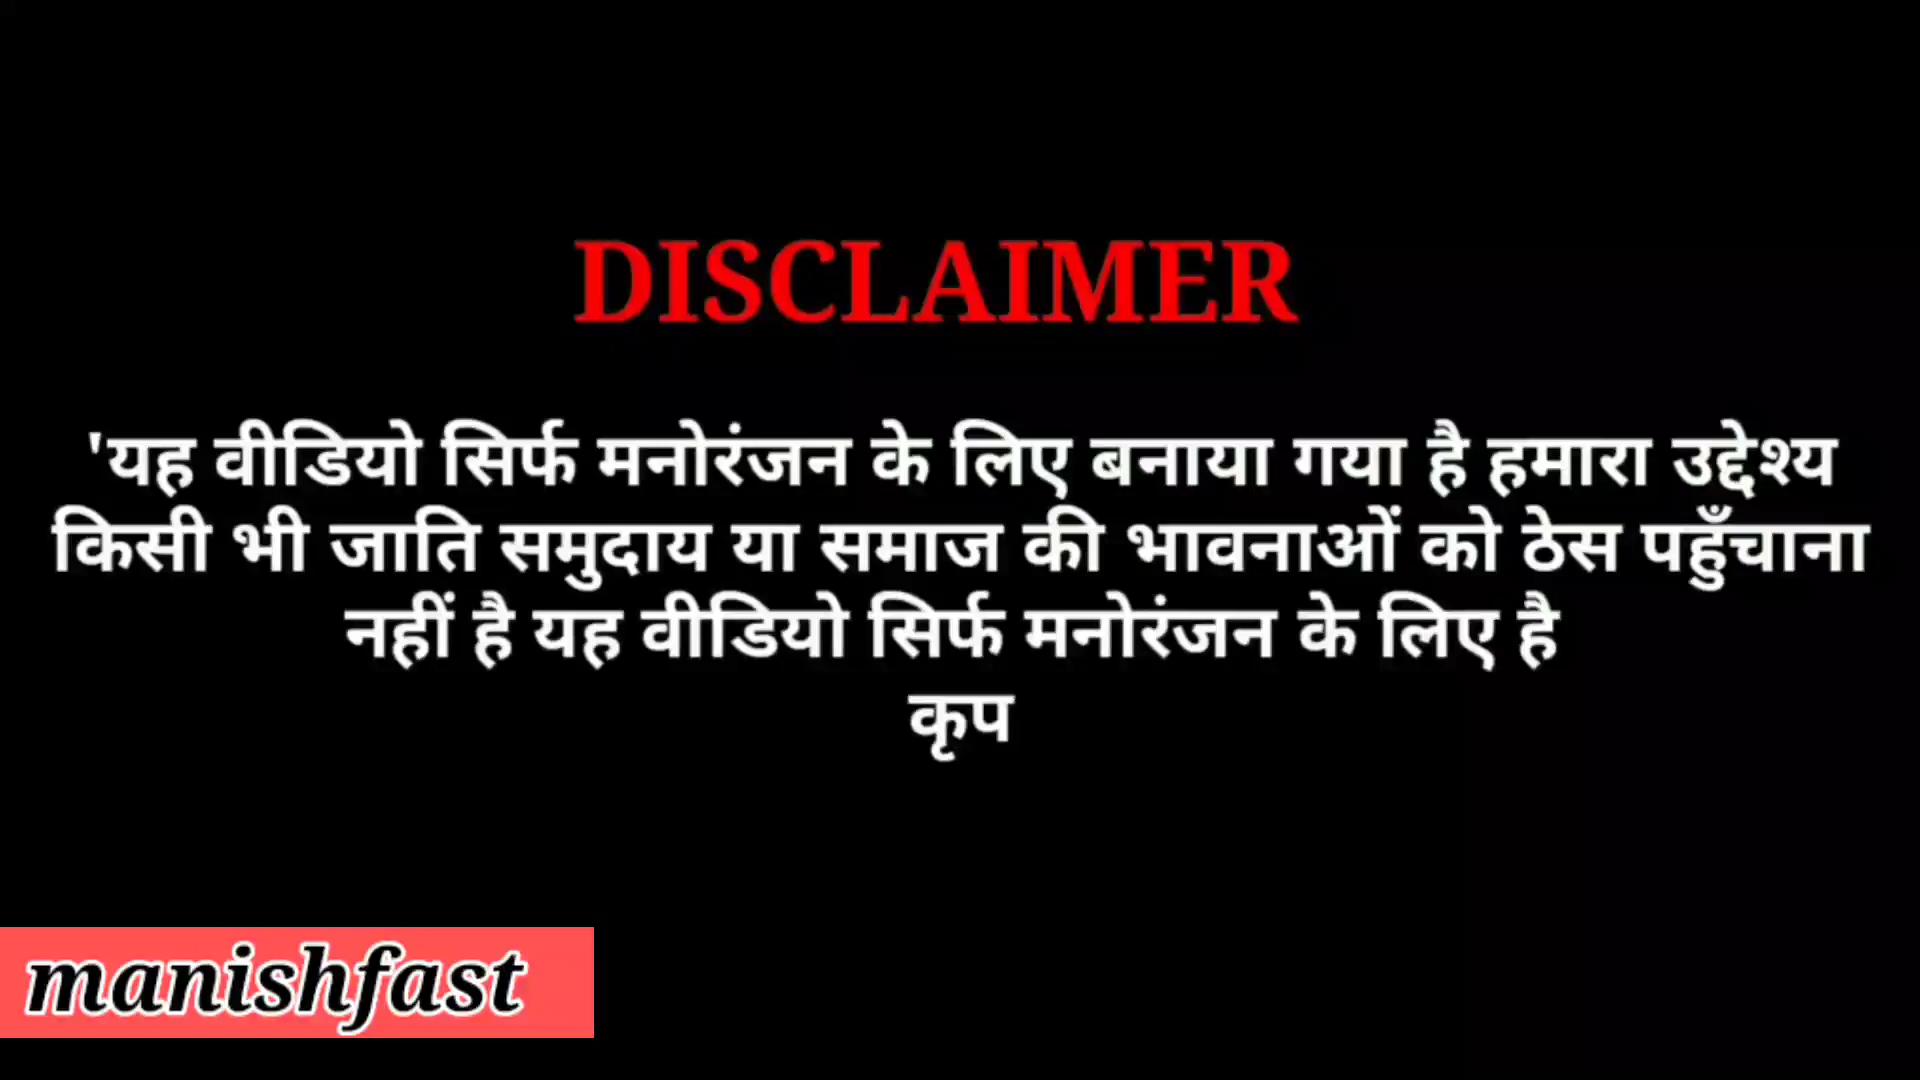 DISCLAIMER
'यह वीडियो सिर्फ मनोरंजन के लिए बनाया गया है हमारा उद्देश्य
किसी भी जाति समुदाय या समाज की भावनाओं को ठेस पहुँचाना
नहीं है यह वीडियो सिर्फ मनोरंजन के लिए है
कृप
manishfast